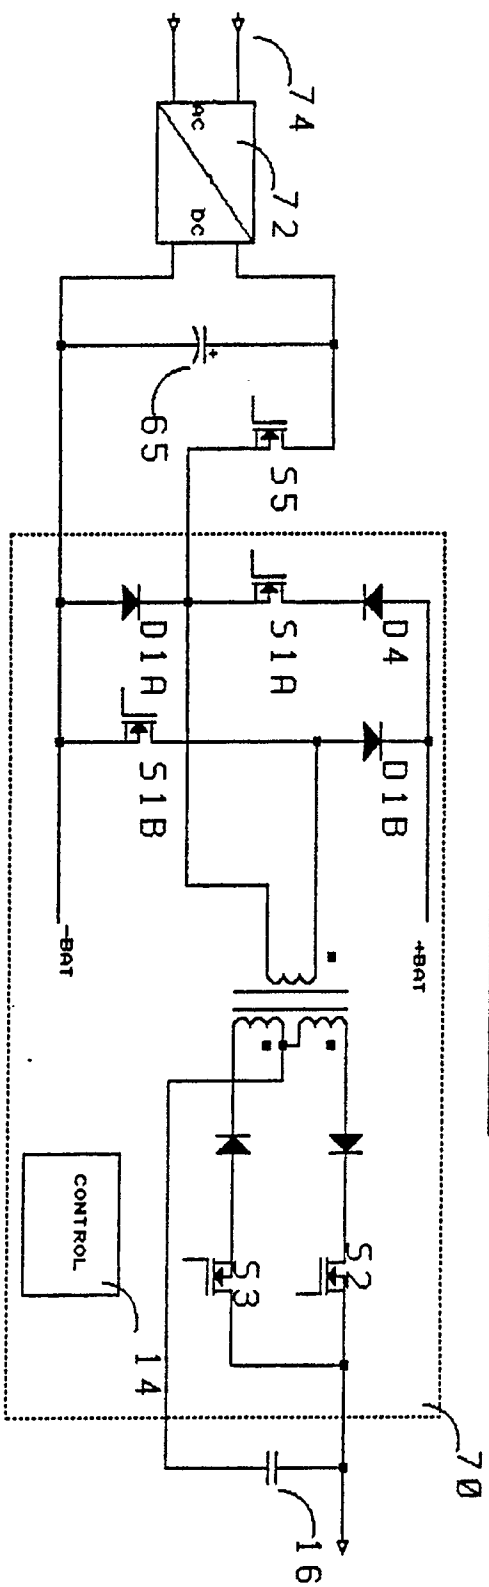 74
72
AC
DC
65
S5
70
D4
S1A
D1A
D1B
S1B
+BAT
-BAT
S2
S3
CONTROL
14
16